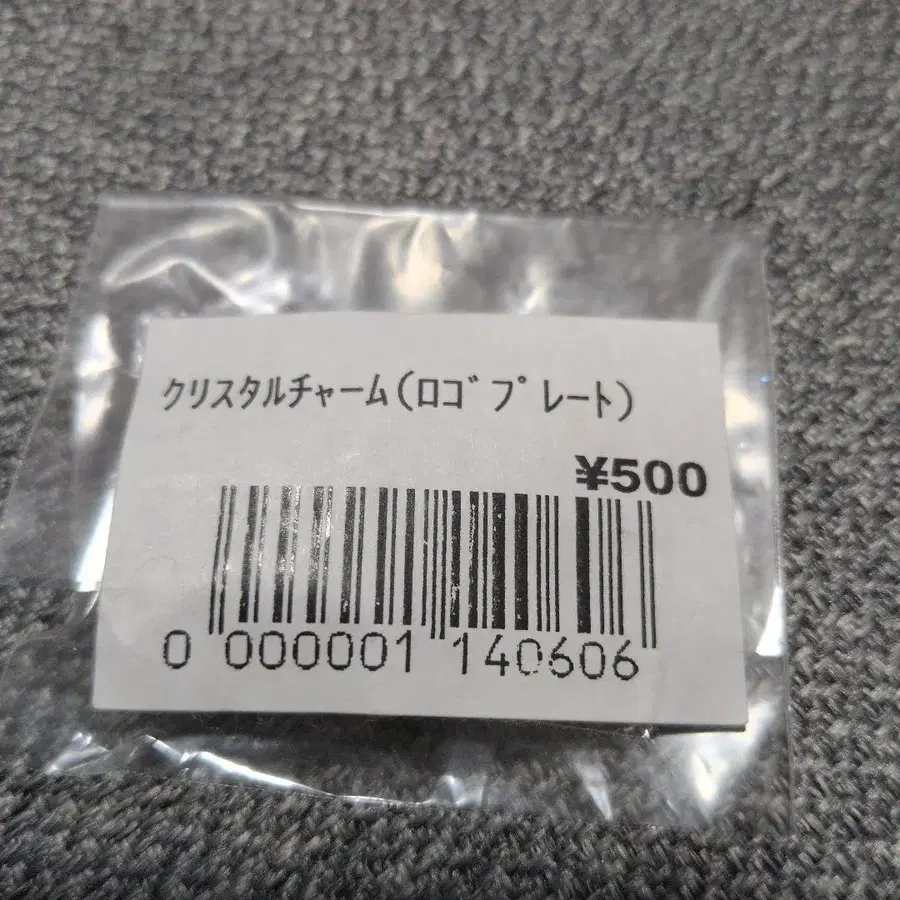 ｸﾘｽﾀﾙﾁｬｰﾑ(ﾛｺﾞﾌﾟﾚｰﾄ)
¥500
0 000001 140606